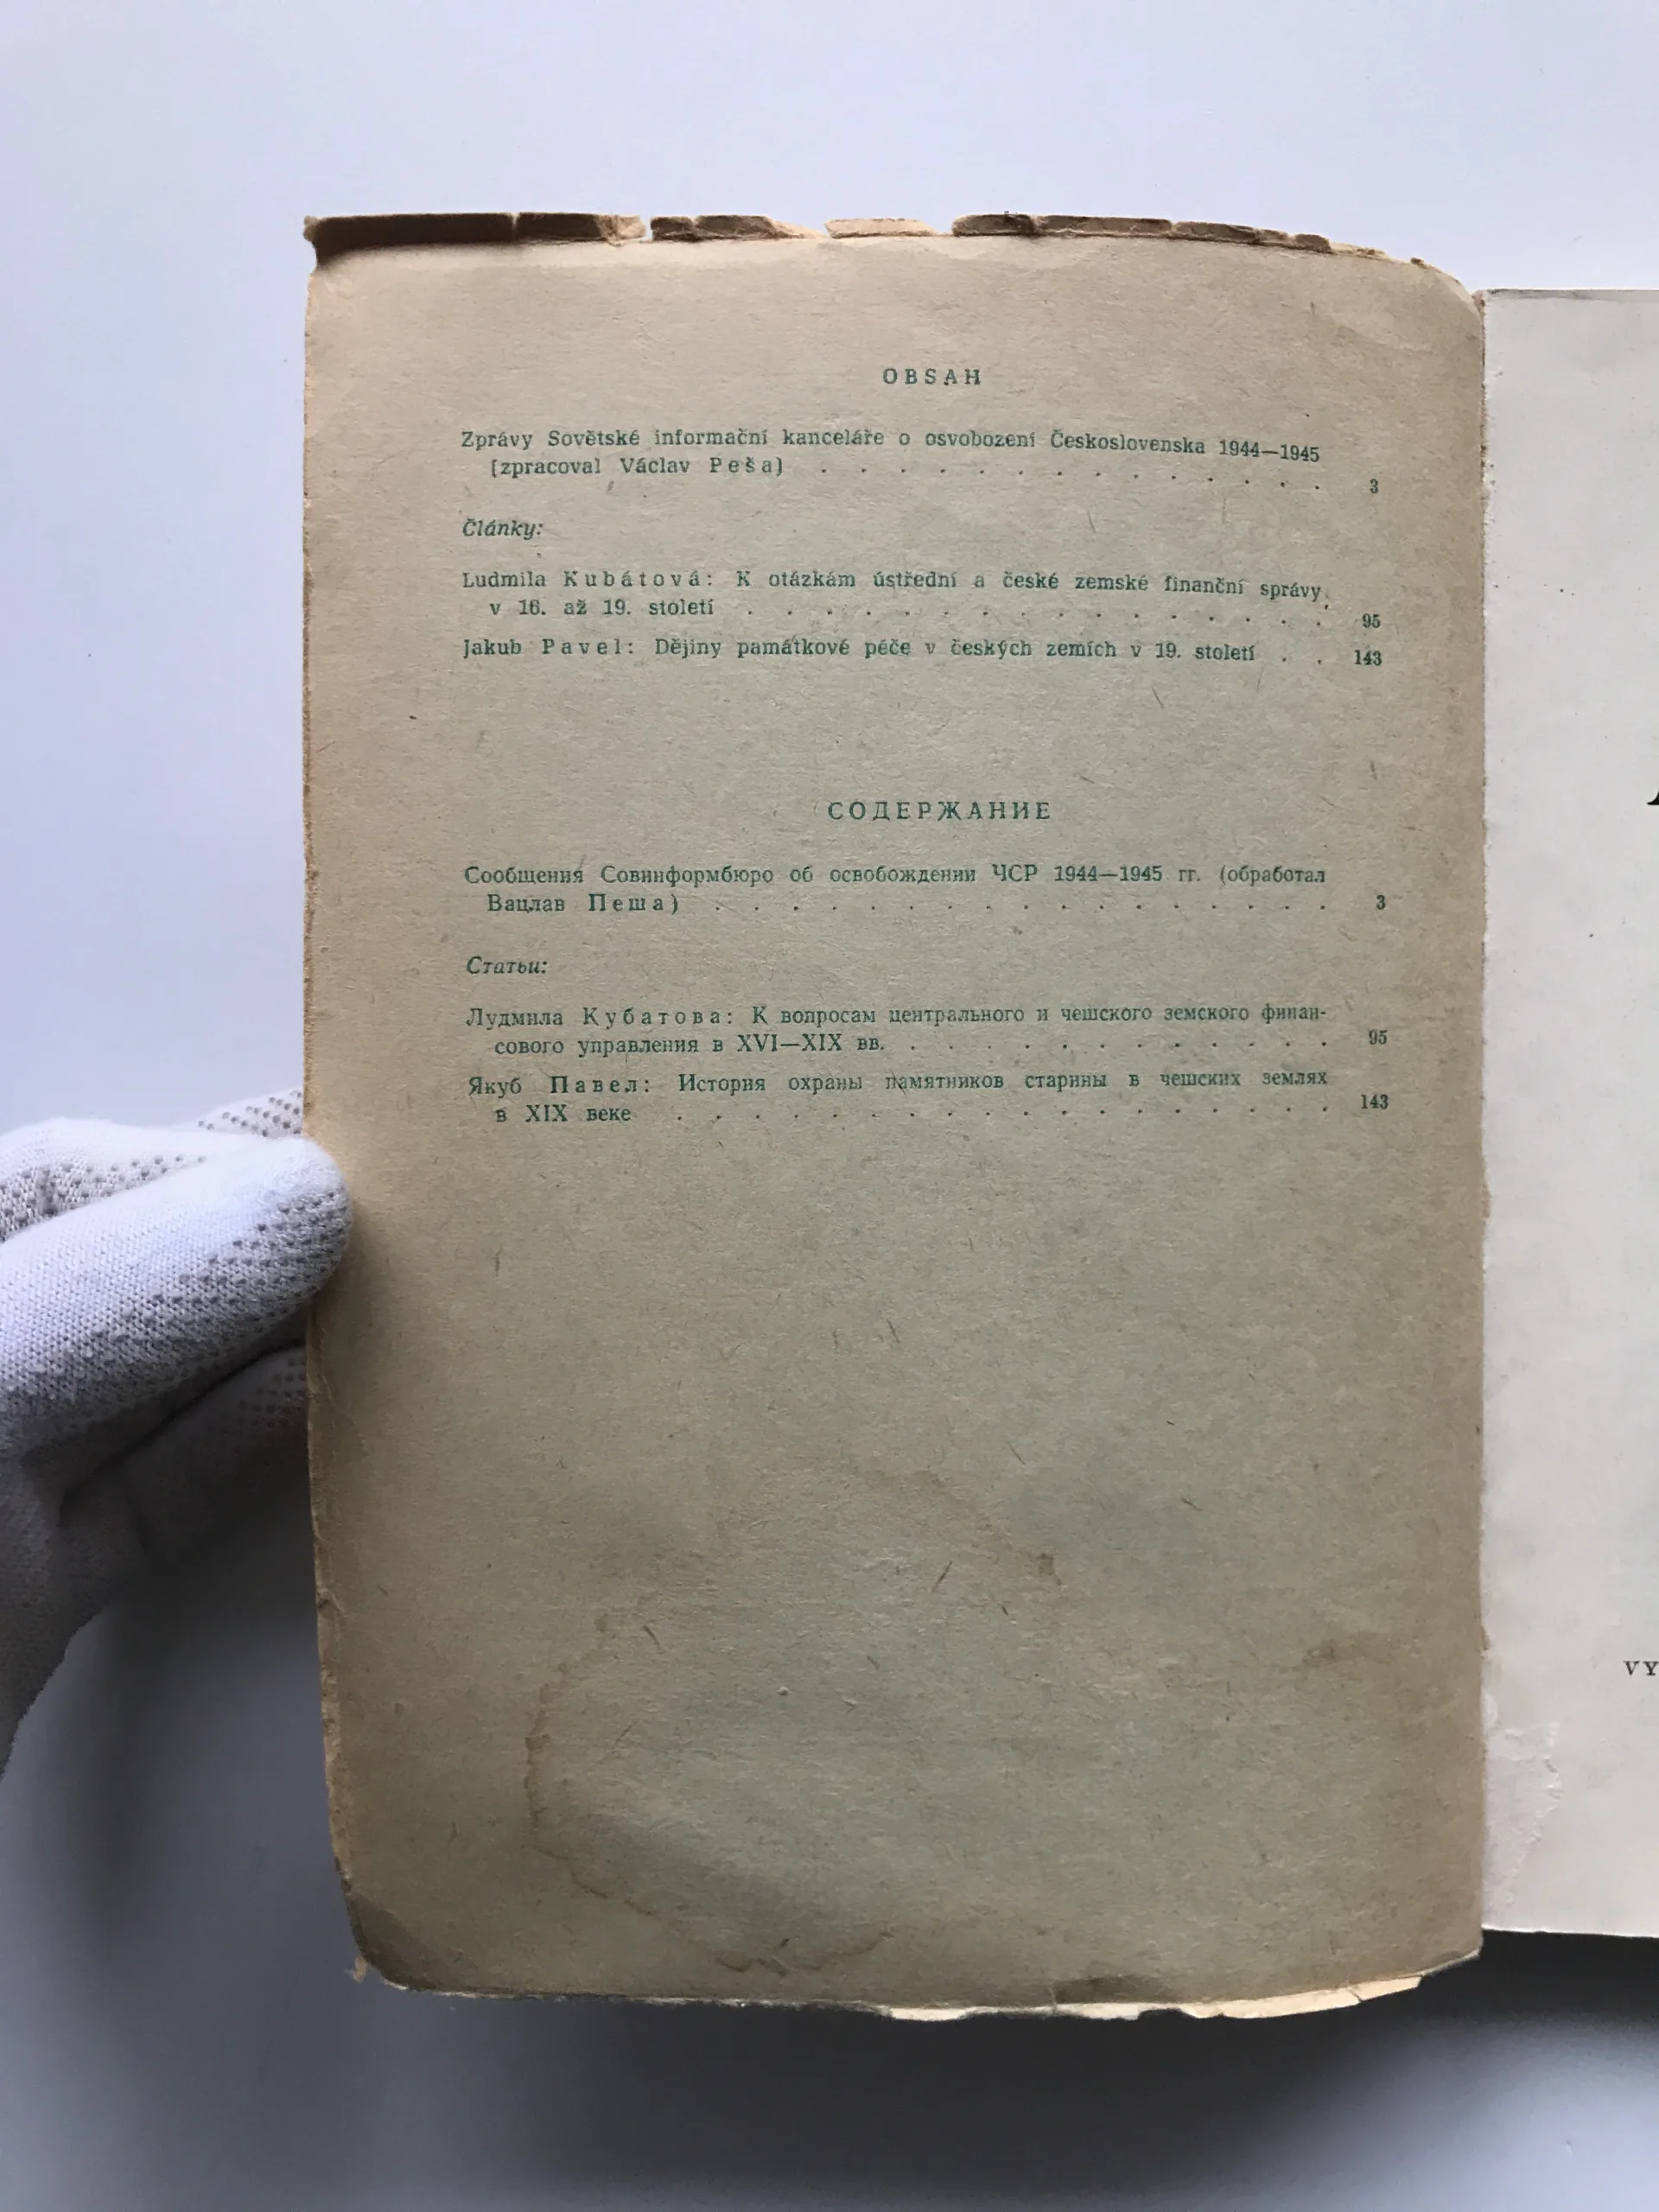 OBSAH
Zprávy Sovětské informační kanceláře o osvobození Československa 1944—1945
(zpracoval Václav Peša) . . . . . . . . . . . . . . 3
Články:
Ludmila Kubátová: K otázkám ústřední a české zemské finanční správy
v 16. až 19. století . . . . . . . . . . . . . . . . 95
Jakub Pavel: Dějiny památkové péče v českých zemích v 19. století . . 143
СОДЕРЖАНИЕ
Сообщения Совинформбюро об освобождении ЧСР 1944—1945 гг. (обработал
Вацлав Пеша) . . . . . . . . . . . . . . . . . 3
Статьи:
Лудмила Кубатова: К вопросам центрального и чешского земского финан-
сового управления в XVI—XIX вв. . . . . . . . . . . . . 95
Якуб Павел: История охраны памятников старины в чешских землях
в XIX веке . . . . . . . . . . . . . . . . . . 143
VY